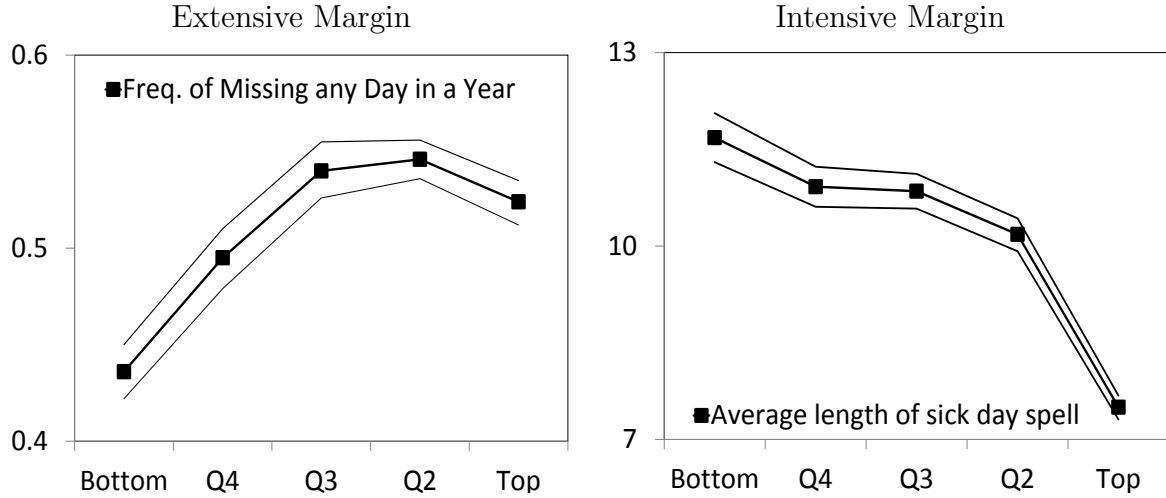 Extensive Margin
0.6
Freq. of Missing any Day in a Year
0.5
0.4
Bottom Q4 Q3 Q2 Top
Intensive Margin
13
10
Average length of sick day spell
7
Bottom Q4 Q3 Q2 Top